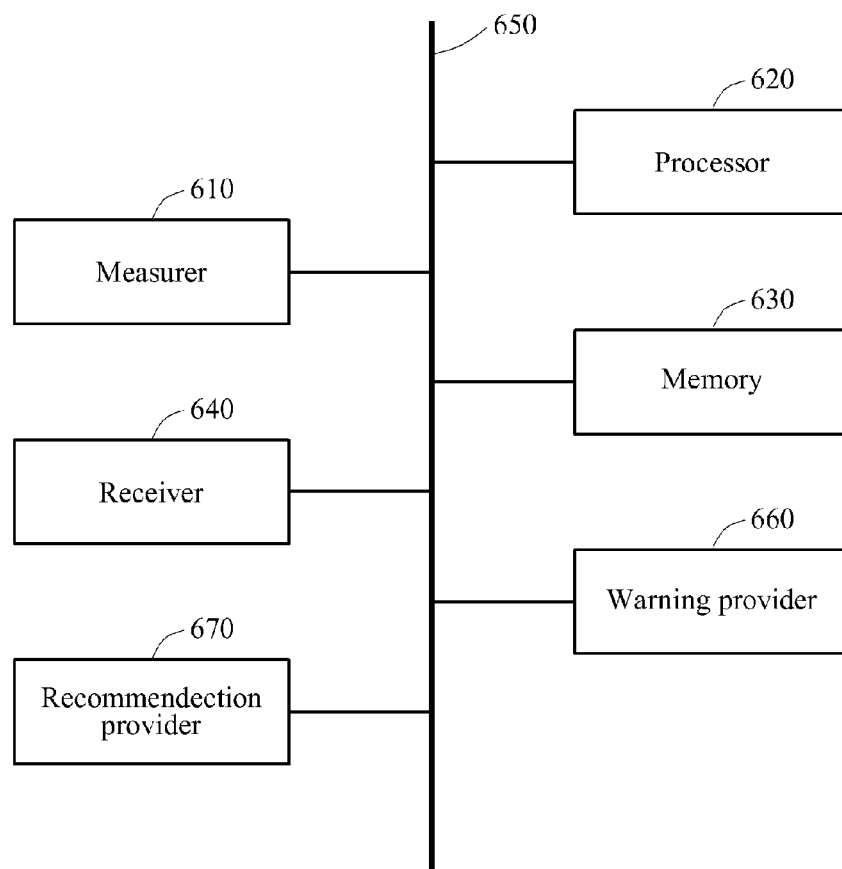 650
620
Processor
610
Measurer
630
Memory
640
Receiver
660
Warning provider
670
Recommendection
provider